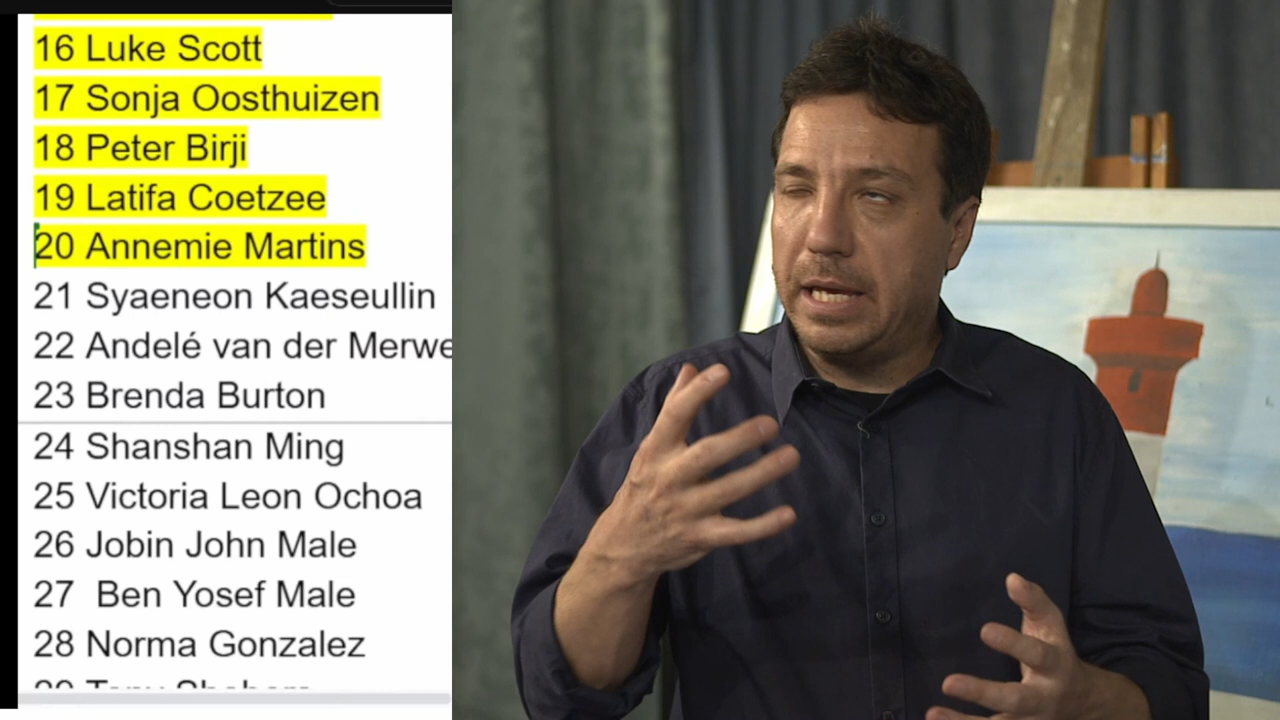 16 Luke Scott
17 Sonja Oosthuizen
18 Peter Birji
19 Latifa Coetzee
20 Annemie Martins
21 Syaeneon Kaeseullin
22 Andelé van der Merwe
23 Brenda Burton
24 Shanshan Ming
25 Victoria Leon Ochoa
26 Jobin John Male
27 Ben Yosef Male
28 Norma Gonzalez